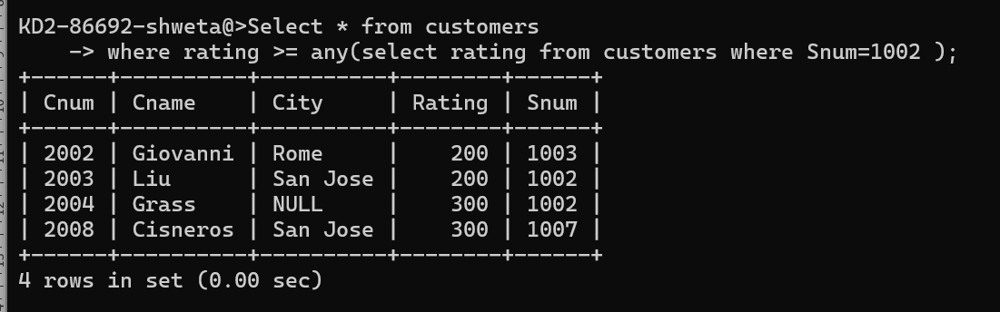 KD2-86692-shweta@>Select * from customers
    -> where rating >= any(select rating from customers where Snum=1002 );
+------+----------+----------+--------+------+
| Cnum | Cname    | City     | Rating | Snum |
+------+----------+----------+--------+------+
| 2002 | Giovanni | Rome     |    200 | 1003 |
| 2003 | Liu      | San Jose |    200 | 1002 |
| 2004 | Grass    | NULL     |    300 | 1002 |
| 2008 | Cisneros | San Jose |    300 | 1007 |
+------+----------+----------+--------+------+
4 rows in set (0.00 sec)